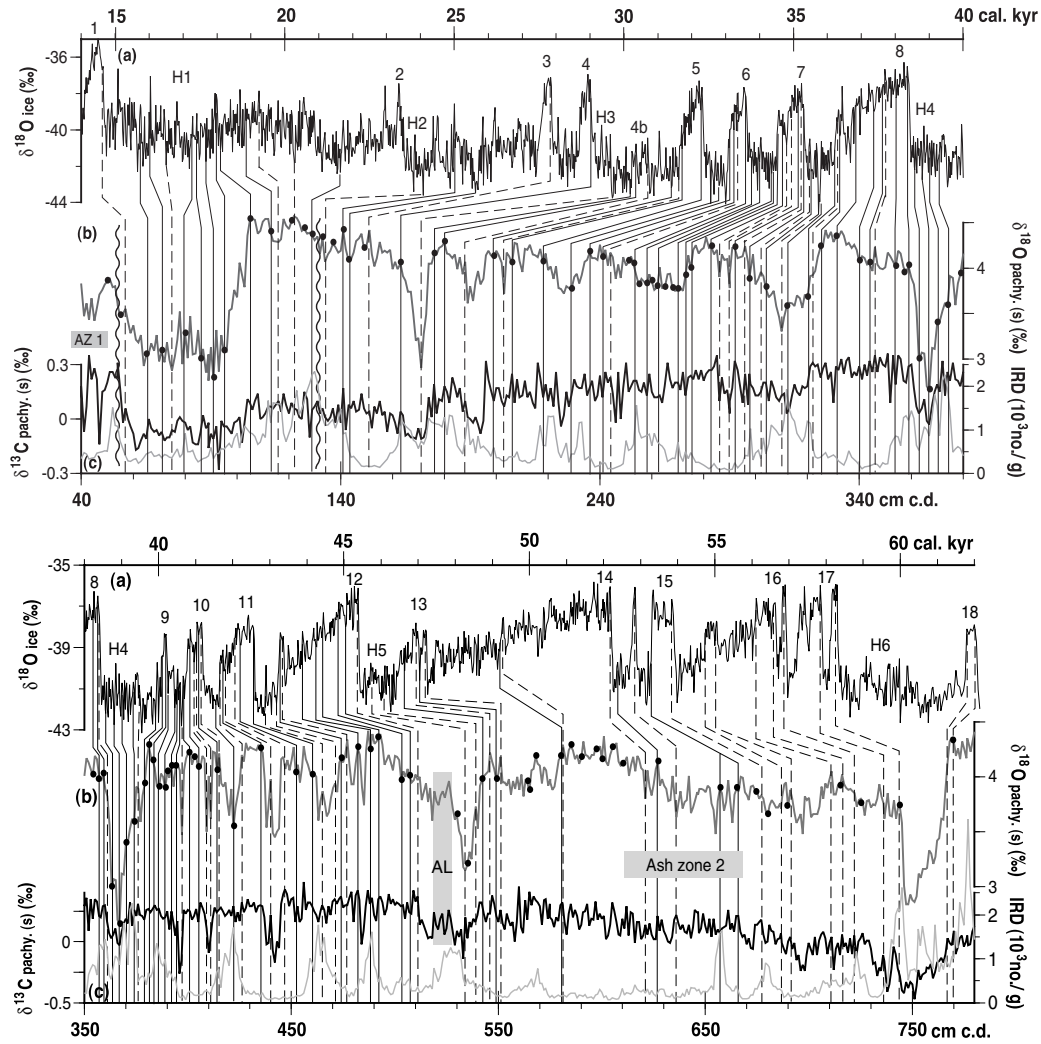 15 20 25 30 35 40 cal. kyr
1 (a) 2 3 4 5 6 7 8
H1 H2 H3 4b H4
-36
-40
-44
δ18O ice (‰)
(b)
4
3
δ18O pachy. (s) (‰)
AZ 1
0.3
0
-0.3
δ13C pachy. (s) (‰)
2
1
0
IRD (10³no./ g)
(c)
40 140 240 340 cm c.d.
40 45 50 55 60 cal. kyr
8 (a) 9 10 11 12 13 14 15 16 17 18
H4 H5 H6
-35
-39
-43
δ18O ice (‰)
(b)
4
3
δ18O pachy. (s) (‰)
AL
Ash zone 2
0
-0.5
δ13C pachy. (s) (‰)
2
1
0
IRD (10³no./ g)
(c)
350 450 550 650 750 cm c.d.